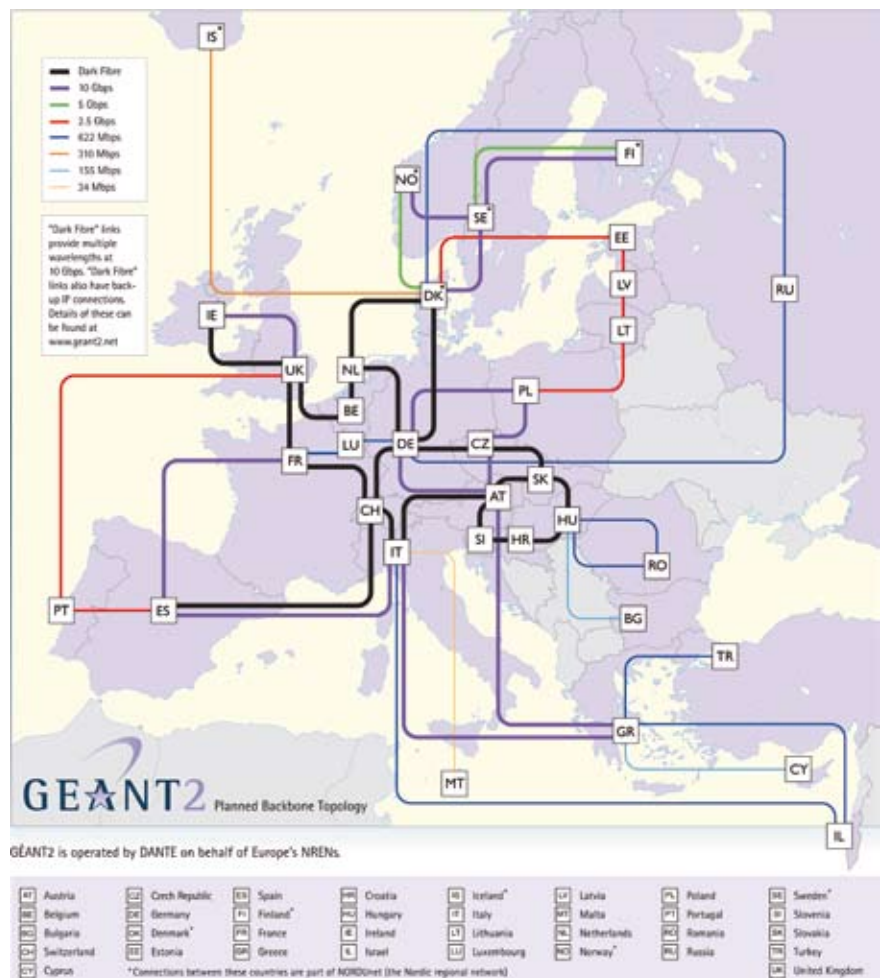 IS*
Dark Fibre
10 Gbps
5 Gbps
2.5 Gbps
622 Mbps
310 Mbps
155 Mbps
34 Mbps
"Dark Fibre" links
provide multiple
wavelengths at
10 Gbps. "Dark Fibre"
links also have back-
up IP connections.
Details of these can
be found at
www.geant2.net
FI*
NO*
SE*
EE
LV
RU
DK*
IE
LT
UK
NL
PL
BE
LU
DE
CZ
FR
SK
AT
CH
HU
SI
HR
IT
RO
PT
ES
BG
TR
GR
MT
CY
IL
GEANT2 Planned Backbone Topology
GÉANT2 is operated by DANTE on behalf of Europe's NRENs.
AT Austria
BE Belgium
BG Bulgaria
CH Switzerland
CY Cyprus
CZ Czech Republic
DE Germany
DK Denmark*
EE Estonia
ES Spain
FI Finland*
FR France
GR Greece
HR Croatia
HU Hungary
IE Ireland
IL Israel
IS Iceland*
IT Italy
LT Lithuania
LU Luxembourg
LV Latvia
MT Malta
NL Netherlands
NO Norway*
PL Poland
PT Portugal
RO Romania
RU Russia
SE Sweden*
SI Slovenia
SK Slovakia
TR Turkey
UK United Kingdom
*Connections between these countries are part of NORDUnet (the Nordic regional network)